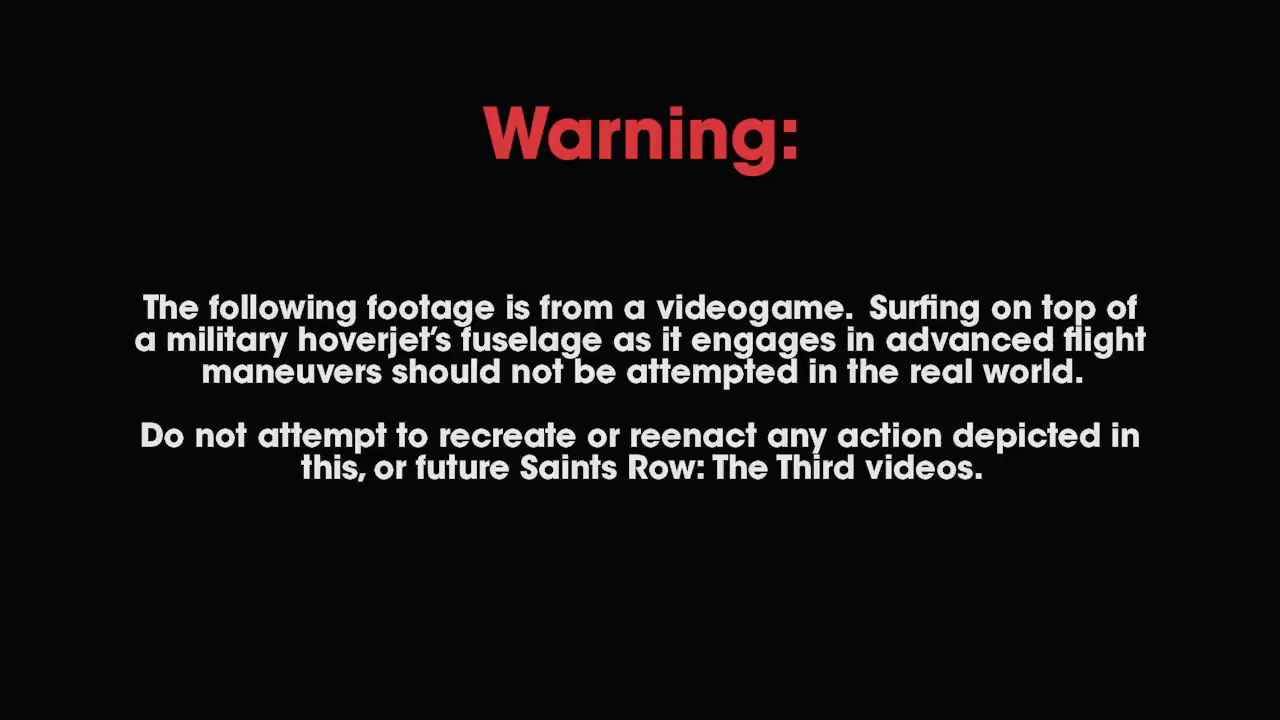 Warning:
The following footage is from a videogame.  Surfing on top of
a military hoverjet's fuselage as it engages in advanced flight
maneuvers should not be attempted in the real world.
Do not attempt to recreate or reenact any action depicted in
this, or future Saints Row: The Third videos.